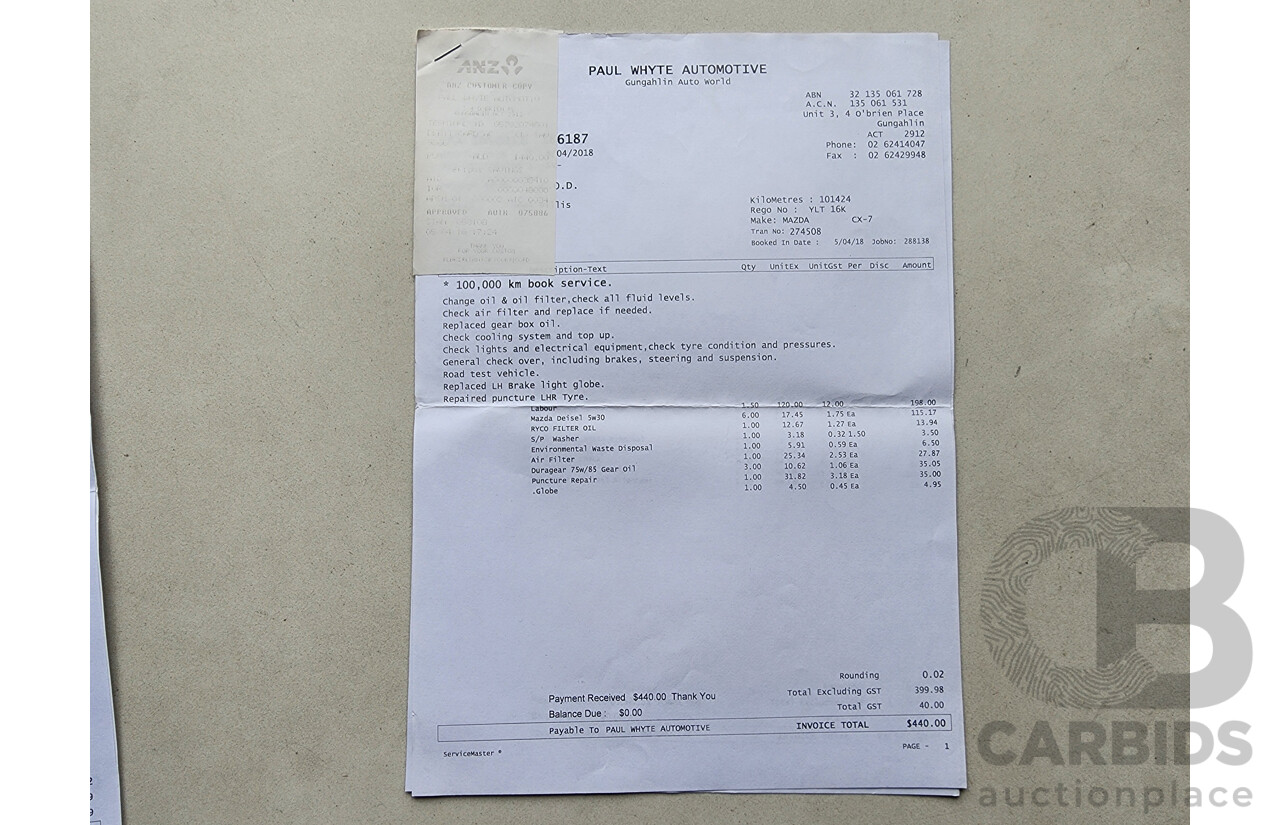 ANZ
ANZ CUSTOMER COPY
APPROVED AUTH 075886
PAUL WHYTE AUTOMOTIVE
Gungahlin Auto World
ABN 32 135 061 728
A.C.N. 135 061 531
Unit 3, 4 O'brien Place
Gungahlin
ACT 2912
Phone: 02 62414047
Fax : 02 62429948
6187
04/2018
O.D.
lis
KiloMetres : 101424
Rego No : YLT 16K
Make: MAZDA CX-7
Tran No: 274508
Booked In Date : 5/04/18 JobNo: 288138
iption-Text Qty UnitEx UnitGst Per Disc Amount
* 100,000 km book service.
Change oil & oil filter,check all fluid levels.
Check air filter and replace if needed.
Replaced gear box oil.
Check cooling system and top up.
Check lights and electrical equipment,check tyre condition and pressures.
General check over, including brakes, steering and suspension.
Road test vehicle.
Replaced LH Brake light globe.
Repaired puncture LHR Tyre.
Labour 1.50 120.00 12.00 198.00
Mazda Deisel 5w30 6.00 17.45 1.75 Ea 115.17
RYCO FILTER OIL 1.00 12.67 1.27 Ea 13.94
S/P Washer 1.00 3.18 0.32 1.50 3.50
Environmental Waste Disposal 1.00 5.91 0.59 Ea 6.50
Air Filter 1.00 25.34 2.53 Ea 27.87
Duragear 75w/85 Gear Oil 3.00 10.62 1.06 Ea 35.05
Puncture Repair 1.00 31.82 3.18 Ea 35.00
.Globe 1.00 4.50 0.45 Ea 4.95
Rounding 0.02
Payment Received $440.00 Thank You Total Excluding GST 399.98
Balance Due : $0.00 Total GST 40.00
Payable To PAUL WHYTE AUTOMOTIVE INVOICE TOTAL $440.00
ServiceMaster * PAGE - 1
CB
CARBIDS
auctionplace